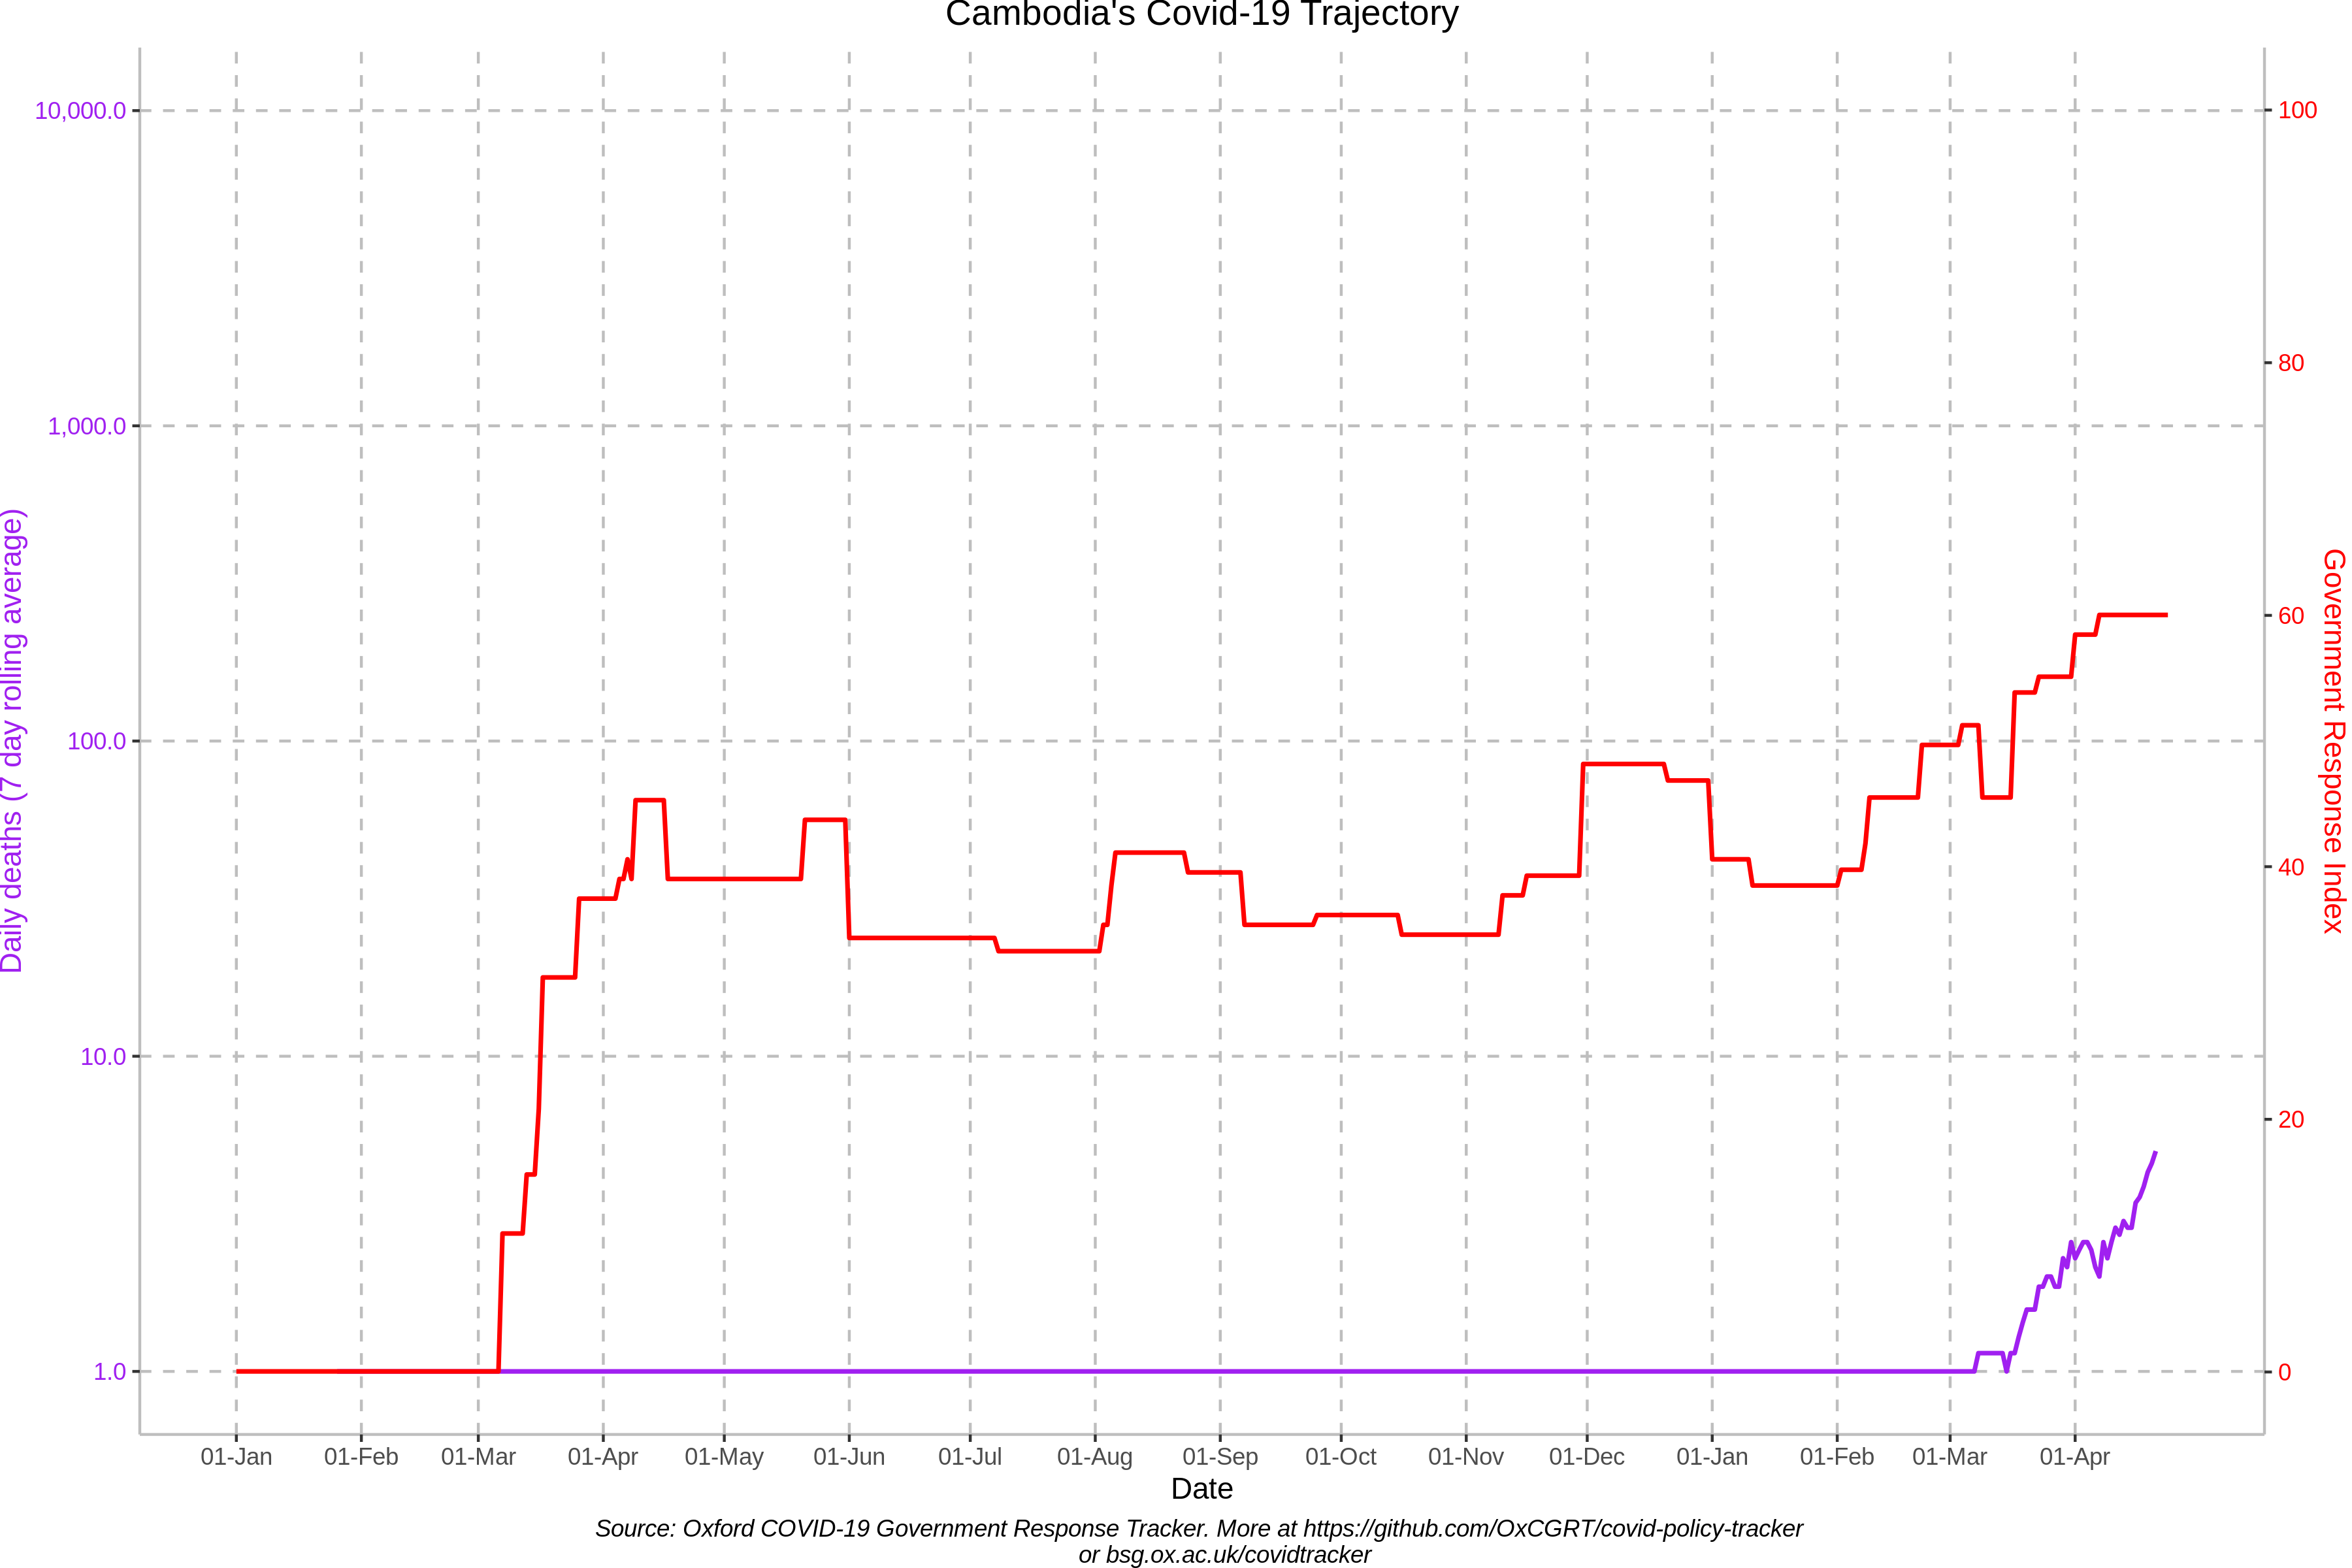 Cambodia's Covid-19 Trajectory
Daily deaths (7 day rolling average)
10,000.0
1,000.0
100.0
10.0
1.0
100
80
60
40
20
0
Government Response Index
01-Jan 01-Feb 01-Mar 01-Apr 01-May 01-Jun 01-Jul 01-Aug 01-Sep 01-Oct 01-Nov 01-Dec 01-Jan 01-Feb 01-Mar 01-Apr
Date
Source: Oxford COVID-19 Government Response Tracker. More at https://github.com/OxCGRT/covid-policy-tracker
or bsg.ox.ac.uk/covidtracker